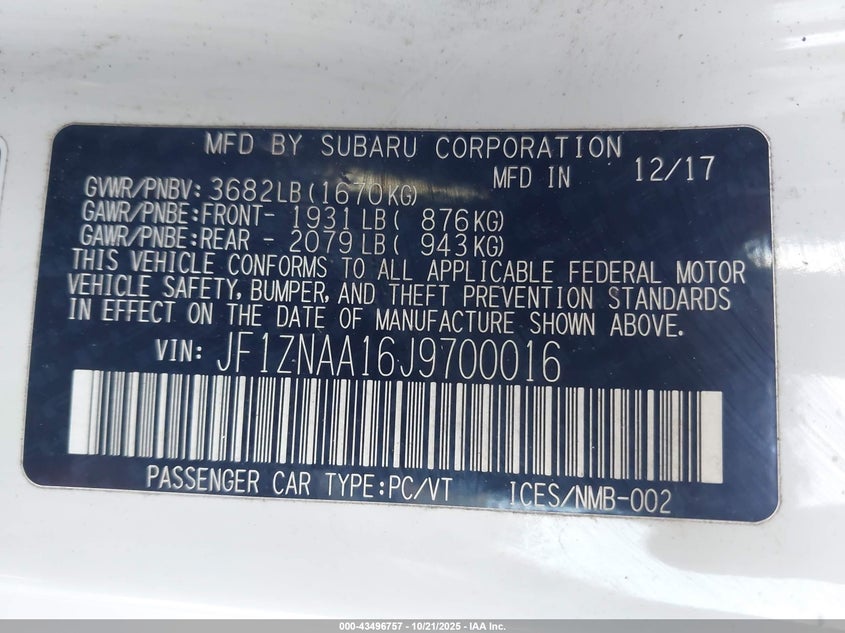 MFD BY SUBARU CORPORATION
MFD IN 12/17
GVWR/PNBV: 3682LB(1670KG)
GAWR/PNBE:FRONT- 1931LB( 876KG)
GAWR/PNBE:REAR - 2079LB( 943KG)
THIS VEHICLE CONFORMS TO ALL APPLICABLE FEDERAL MOTOR
VEHICLE SAFETY, BUMPER, AND THEFT PREVENTION STANDARDS
IN EFFECT ON THE DATE OF MANUFACTURE SHOWN ABOVE.
VIN: JF1ZNAA16J9700016
PASSENGER CAR TYPE:PC/VT ICES/NMB-002
000-43496757 - 10/21/2025 - IAA Inc.